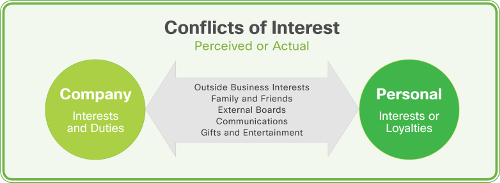 Conflicts of Interest
Perceived or Actual
Company
Interests
and Duties
Outside Business Interests
Family and Friends
External Boards
Communications
Gifts and Entertainment
Personal
Interests or
Loyalties